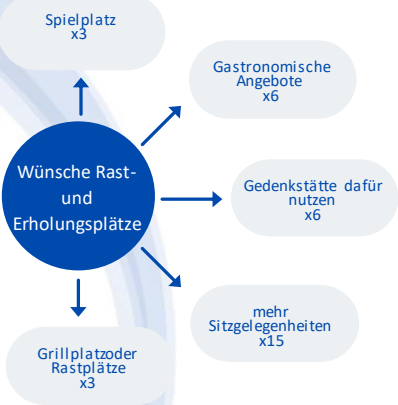 Spielplatz
x3
Gastronomische
Angebote
x6
Wünsche Rast-
und
Erholungsplätze
Gedenkstätte dafür
nutzen
x6
mehr
Sitzgelegenheiten
x15
Grillplatzoder
Rastplätze
x3